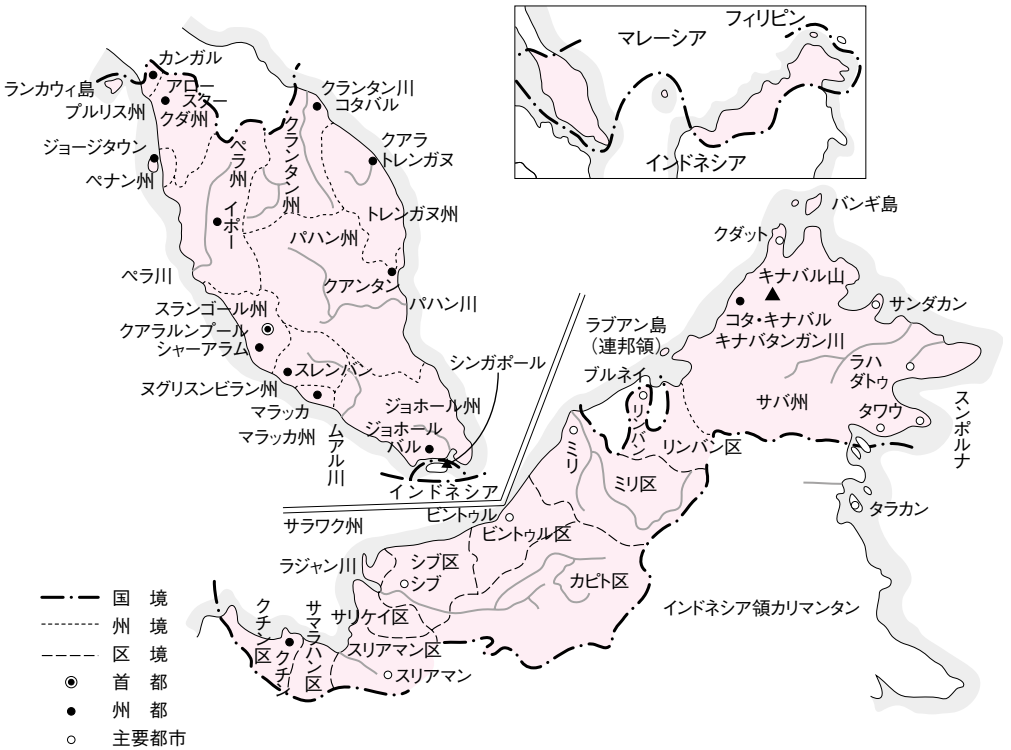 フィリピン
マレーシア
インドネシア
カンガル
ランカウィ島
アロー
スター
プルリス州
クダ州
クランタン川
コタバル
ジョージタウン
ペナン州
ペラ州
クランタン州
クアラ
トレンガヌ
イポー
トレンガヌ州
パハン州
ペラ川
クアンタン
パハン川
スランゴール州
クアラルンプール
シャーアラム
スレンバン
ヌグリスンビラン州
マラッカ
マラッカ州
ムアル川
ジョホール州
ジョホール
バル
シンガポール
インドネシア
バンギ島
クダット
キナバル山
サンダカン
コタ・キナバル
キナバタンガン川
ラブアン島
（連邦領）
ブルネイ
ラハ
ダトゥ
サバ州
タワウ
スンポルナ
リンバン
リンバン区
ミリ
ミリ区
タラカン
サラワク州
ビントゥル
ビントゥル区
ラジャン川
シブ区
シブ
カピト区
サリケイ区
インドネシア領カリマンタン
クチン区
サマラハン区
クチン
スリアマン区
スリアマン
国　境
州　境
区　境
首　都
州　都
主要都市